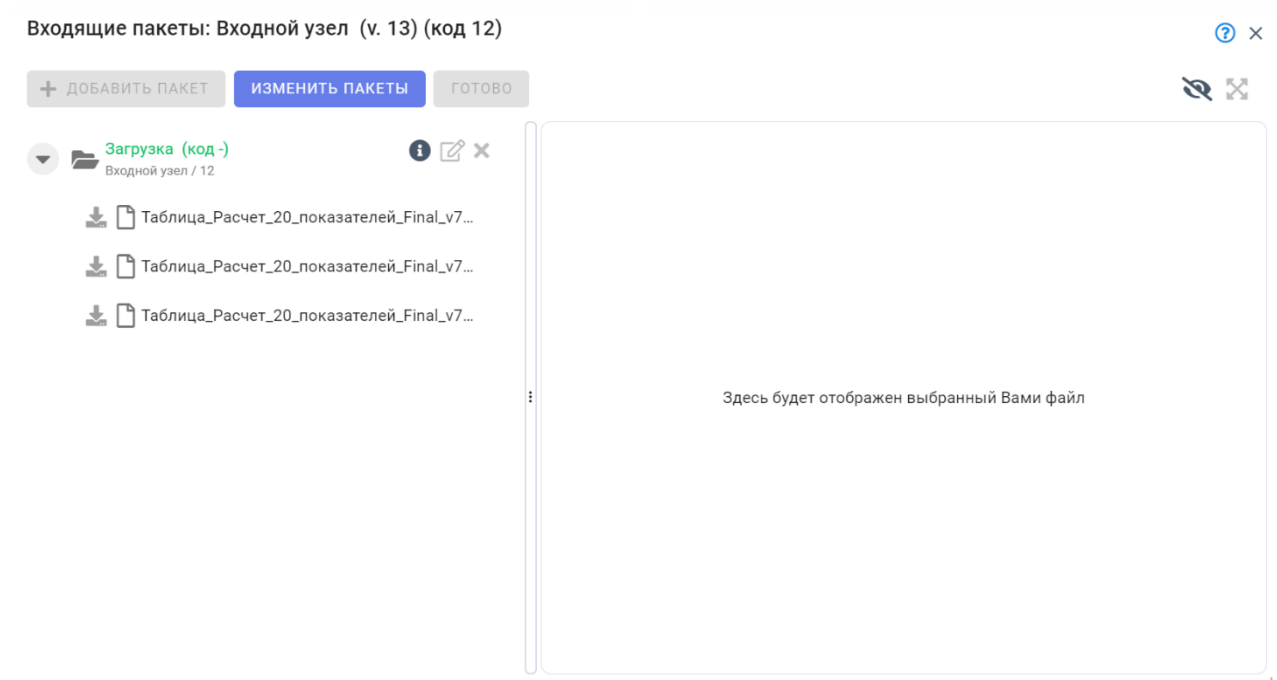 Входящие пакеты: Входной узел (v. 13) (код 12)
ДОБАВИТЬ ПАКЕТ
ИЗМЕНИТЬ ПАКЕТЫ
ГОТОВО
Загрузка (код -)
Входной узел / 12
Таблица_Расчет_20_показателей_Final_v7...
Таблица_Расчет_20_показателей_Final_v7...
Таблица_Расчет_20_показателей_Final_v7...
Здесь будет отображен выбранный Вами файл